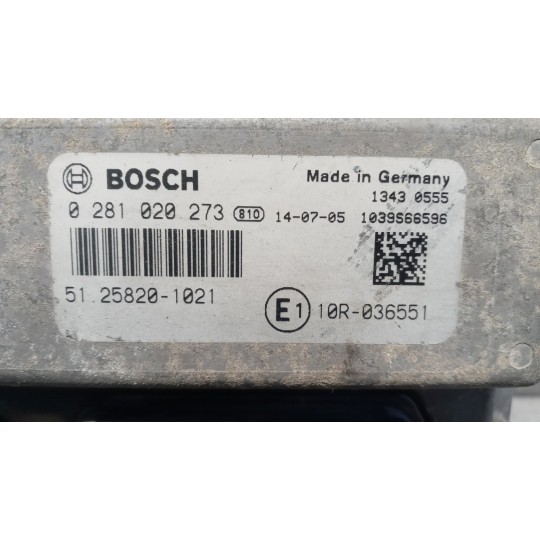 BOSCH Made in Germany
1343 0555
0 281 020 273 810 14-07-05 1039S66596
51.25820-1021
E1 10R-036551